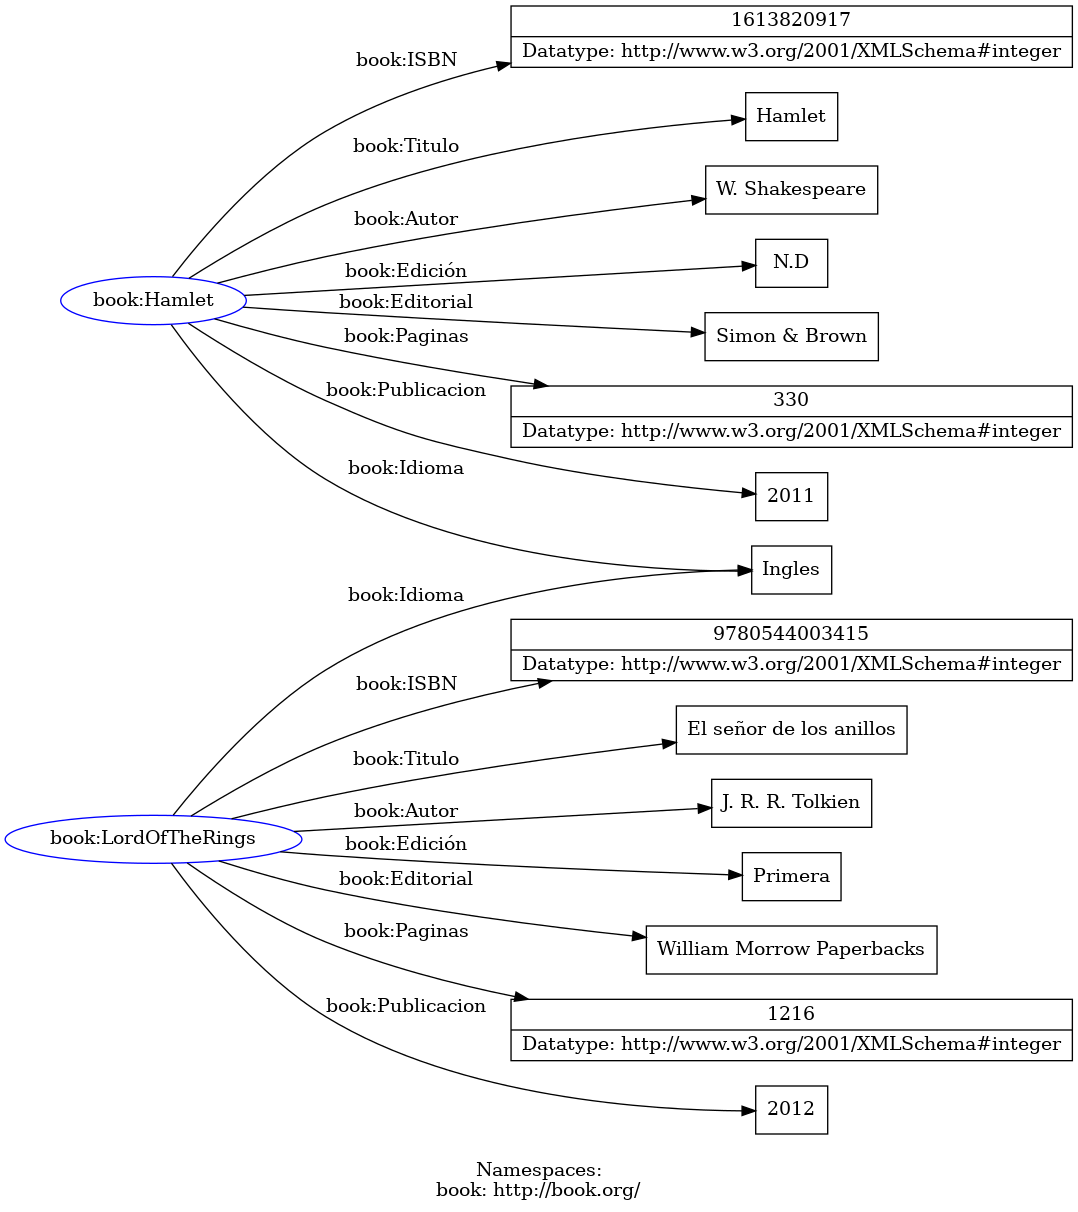 1613820917
Datatype: http://www.w3.org/2001/XMLSchema#integer
book:ISBN
Hamlet
book:Titulo
W. Shakespeare
book:Autor
N.D
book:Edición
book:Hamlet
book:Editorial
Simon & Brown
book:Paginas
book:Publicacion
330
Datatype: http://www.w3.org/2001/XMLSchema#integer
book:Idioma
2011
Ingles
book:Idioma
9780544003415
Datatype: http://www.w3.org/2001/XMLSchema#integer
book:ISBN
El señor de los anillos
book:Titulo
J. R. R. Tolkien
book:Autor
book:LordOfTheRings
book:Edición
Primera
book:Editorial
book:Paginas
William Morrow Paperbacks
book:Publicacion
1216
Datatype: http://www.w3.org/2001/XMLSchema#integer
2012
Namespaces:
book: http://book.org/